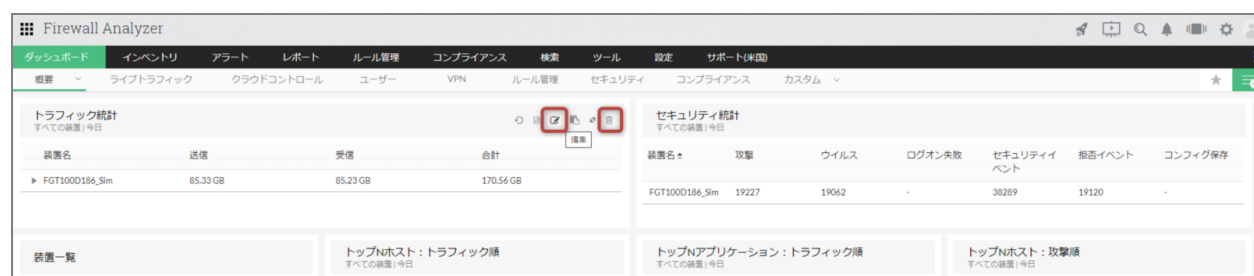 Firewall Analyzer
ダッシュボード インベントリ アラート レポート ルール管理 コンプライアンス 検索 ツール 設定 サポート(米国)
概要 ライブトラフィック クラウドコントロール ユーザー VPN ルール管理 セキュリティ コンプライアンス カスタム
トラフィック統計
すべての装置 | 今日
編集
装置名 送信 受信 合計
FGT100D186_Sim 85.33 GB 85.23 GB 170.56 GB
セキュリティ統計
すべての装置 | 今日
装置名 攻撃 ウイルス ログオン失敗 セキュリティイ 拒否イベント コンフィグ保存
ベント
FGT100D186_Sim 19227 19062 - 38289 19120 -
装置一覧
トップNホスト：トラフィック順
すべての装置 | 今日
トップNアプリケーション：トラフィック順
すべての装置 | 今日
トップNホスト：攻撃順
すべての装置 | 今日